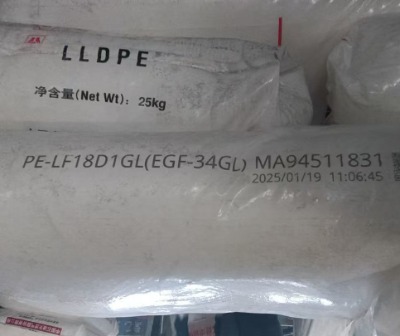 LLDPE
净含量(Net Wt): 25kg
PE-LF18D1GL(EGF-34GL) MA94511831
2025/01/19 11:06:45